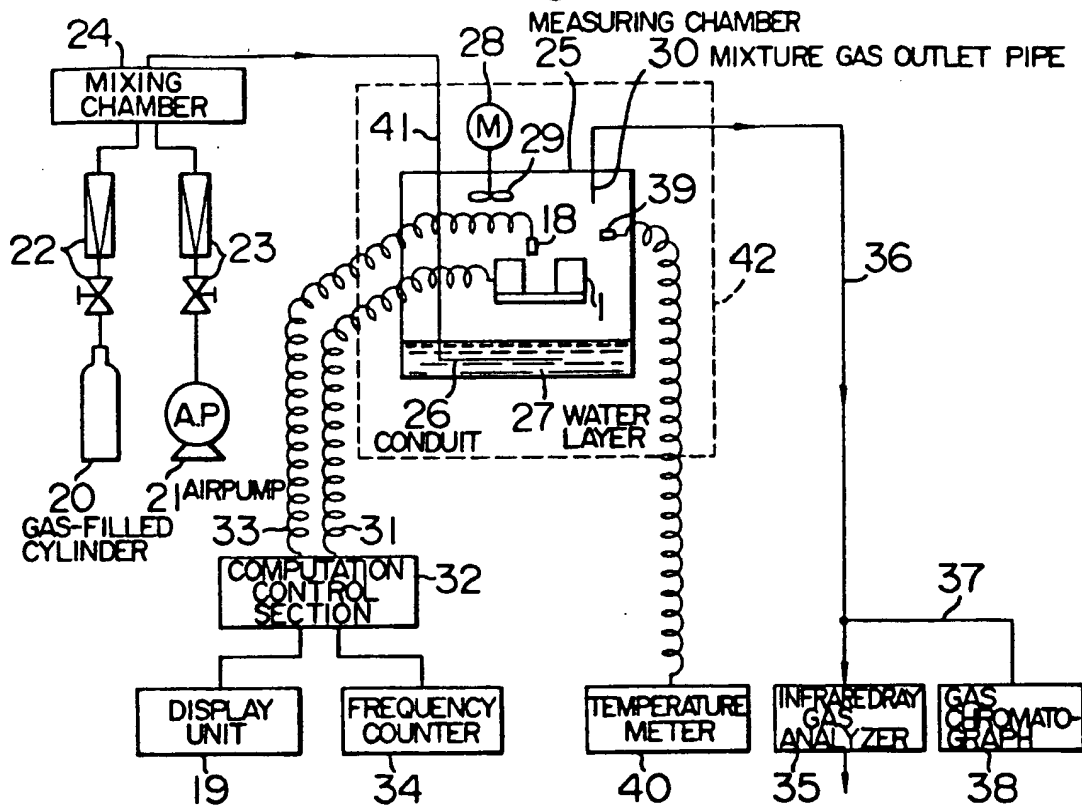 MEASURING CHAMBER
24
28
25
30 MIXTURE GAS OUTLET PIPE
MIXING
CHAMBER
M
41
29
39
18
22
23
42
36
1
A.P
26
CONDUIT
27 WATER
LAYER
20
GAS-FILLED
CYLINDER
21 AIRPUMP
33
31
COMPUTATION
CONTROL
SECTION
32
37
DISPLAY
UNIT
FREQUENCY
COUNTER
TEMPERATURE
METER
INFRAREDRAY
GAS
ANALYZER
GAS
CHROMATO-
GRAPH
19
34
40
35
38